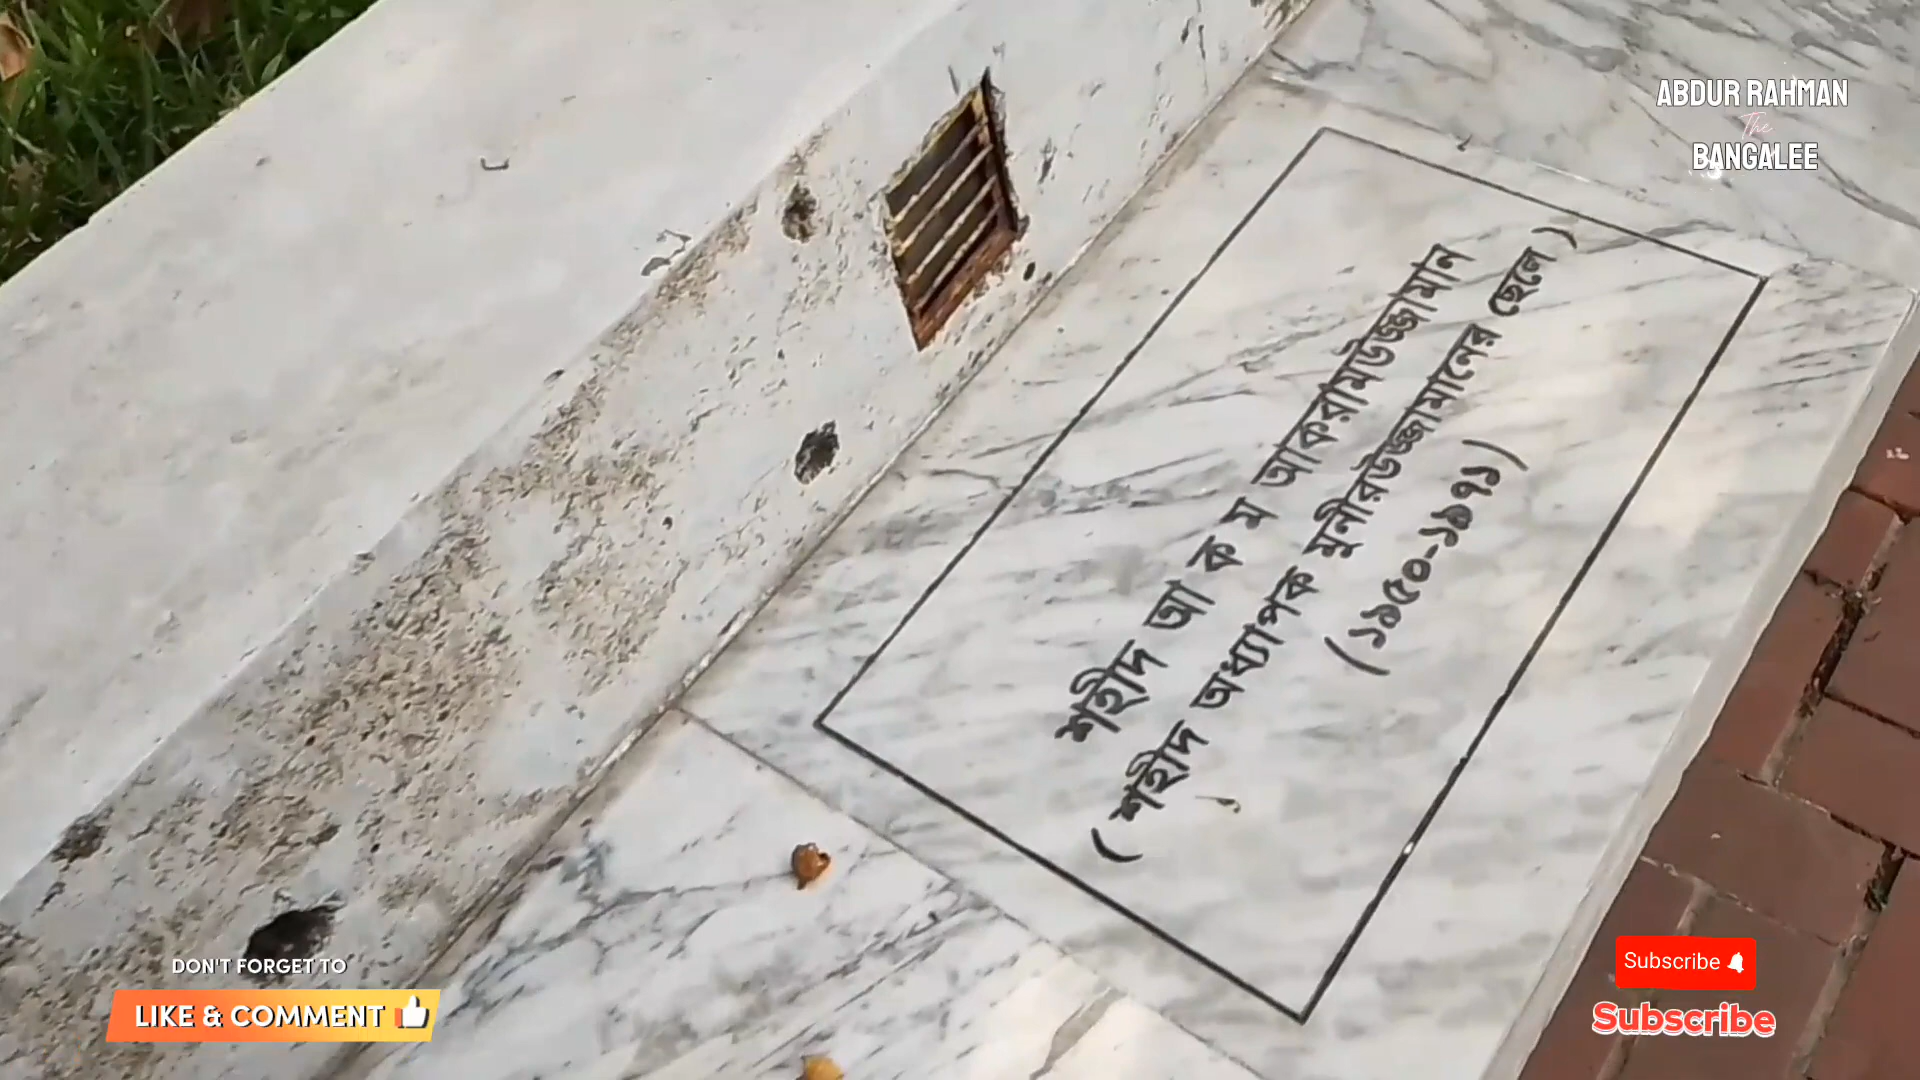 ABDUR RAHMAN
The
BANGALEE
শহীদ আ ক ম আকরামউজ্জামান
( শহীদ অধ্যাপক মুনীরউজ্জামানের ছেলে )
( ১৯৫০-১৯৭১ )
DON'T FORGET TO
LIKE & COMMENT
Subscribe
Subscribe